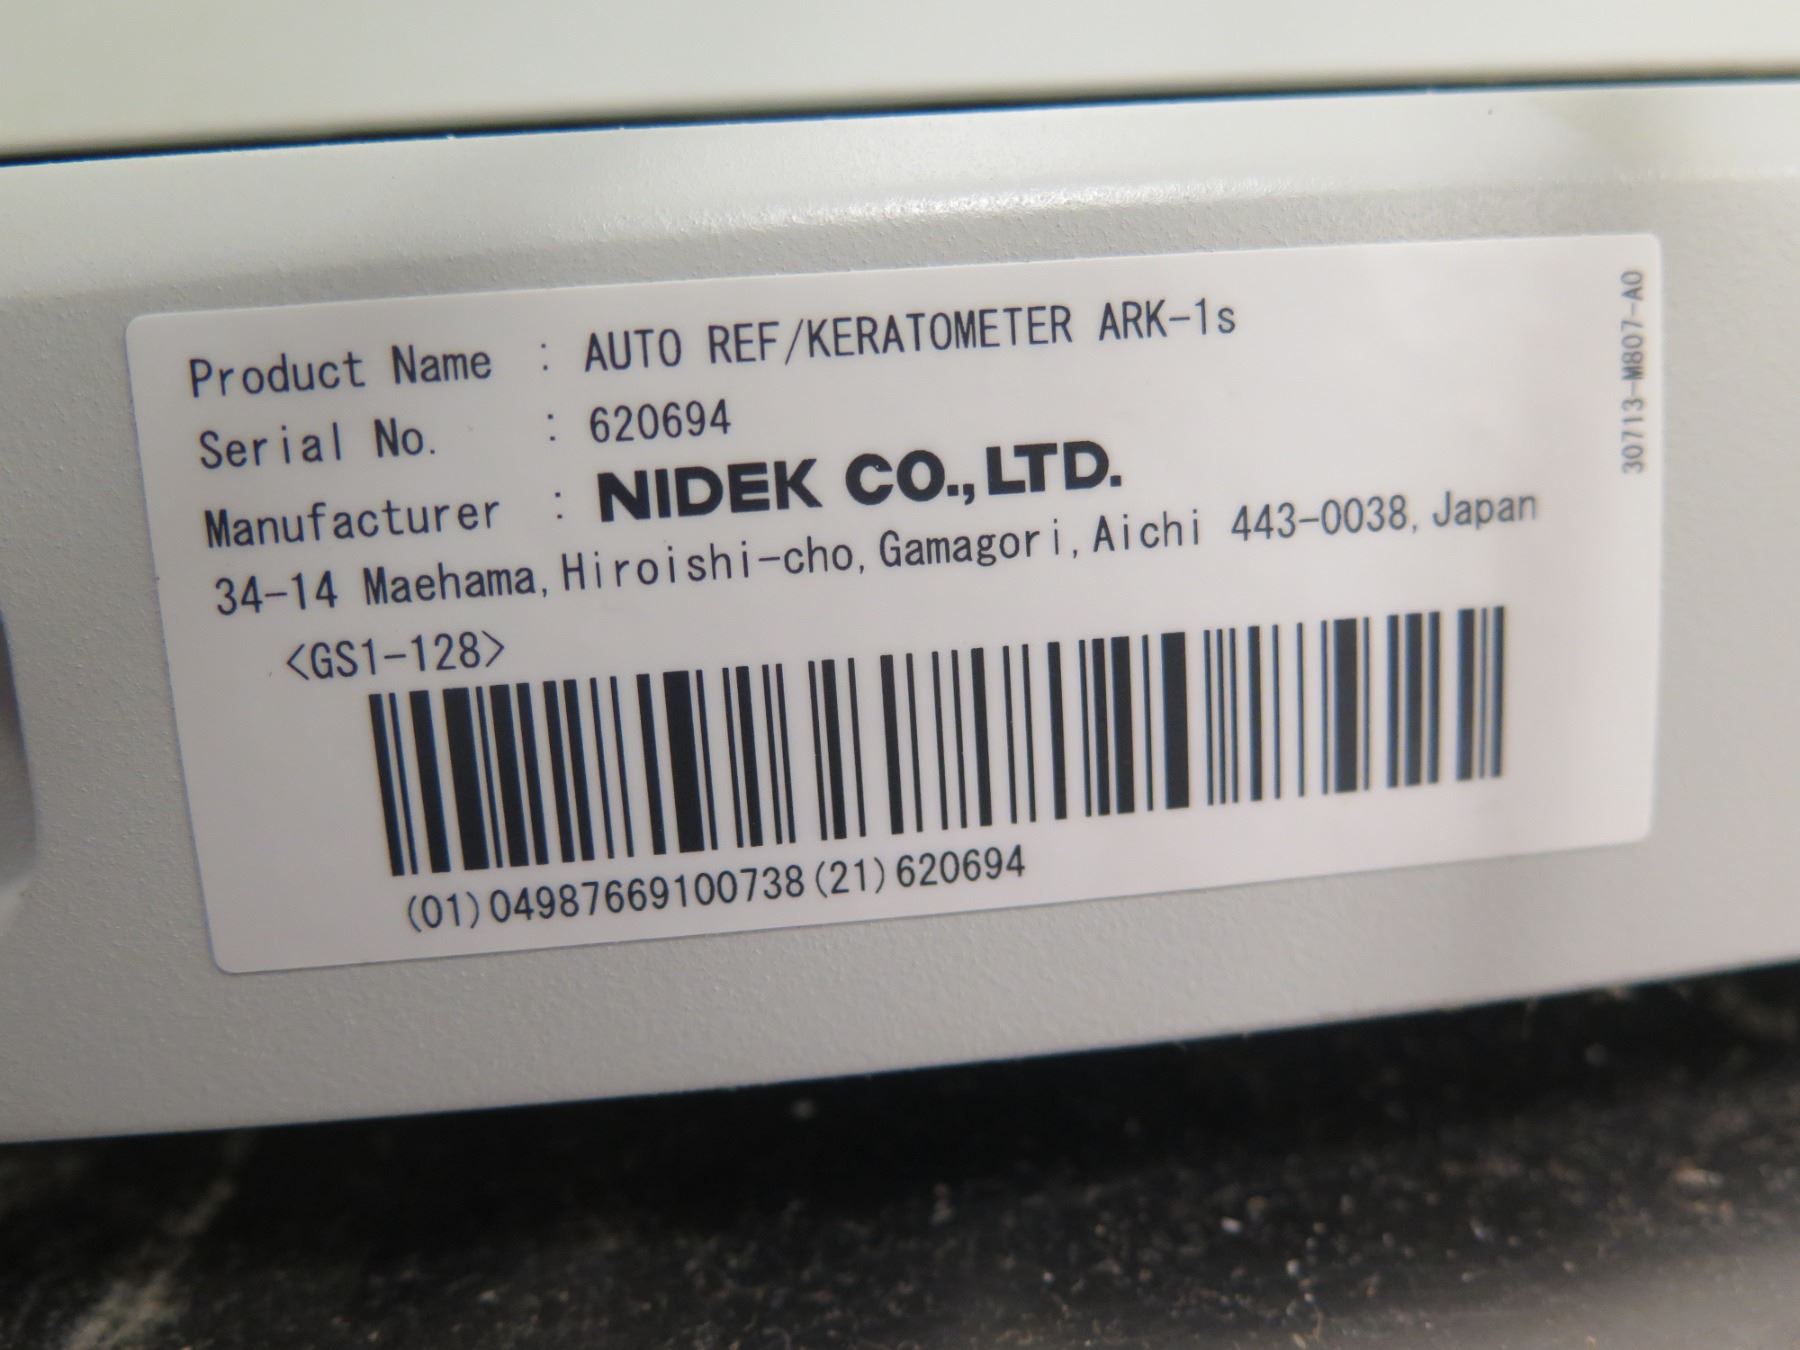 Product Name : AUTO REF/KERATOMETER ARK-1s
Serial No. : 620694
Manufacturer : NIDEK CO., LTD.
34-14 Maehama, Hiroishi-cho, Gamagori, Aichi 443-0038, Japan
<GS1-128>
(01)04987669100738(21)620694
30713-M807-A0